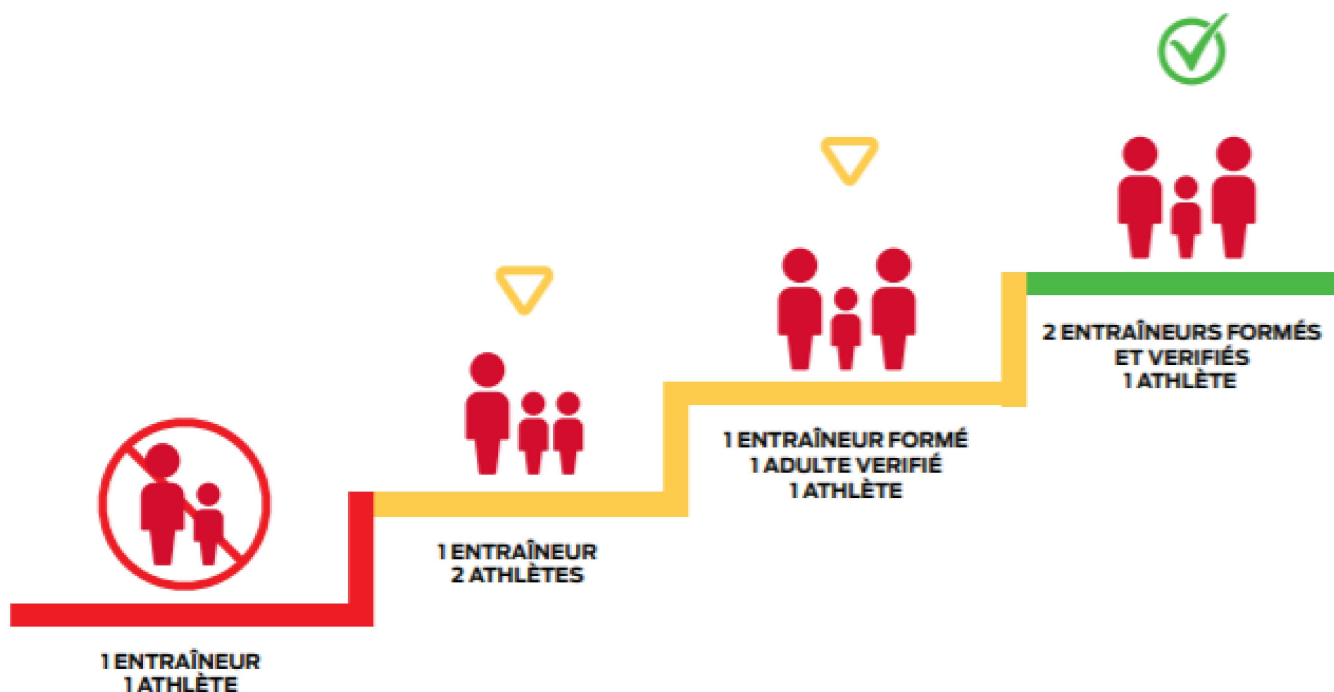 1 ENTRAÎNEUR
1 ATHLÈTE
1 ENTRAÎNEUR
2 ATHLÈTES
1 ENTRAÎNEUR FORMÉ
1 ADULTE VERIFIÉ
1 ATHLÈTE
2 ENTRAÎNEURS FORMÉS
ET VERIFIÉS
1 ATHLÈTE